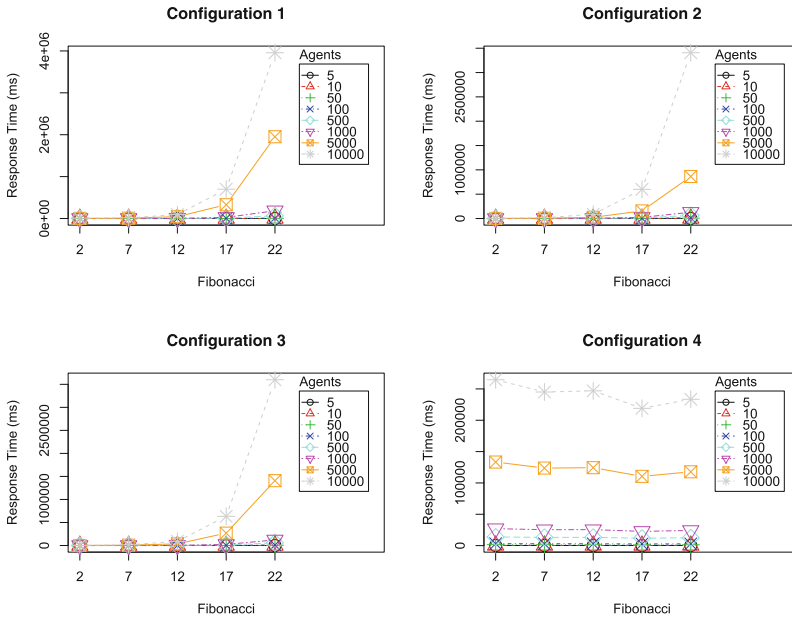 Configuration 1
Response Time (ms)
0e+00
2e+06
4e+06
Agents
5
10
50
100
500
1000
5000
10000
2 7 12 17 22
Fibonacci
Configuration 2
Response Time (ms)
0
1000000
2500000
Agents
5
10
50
100
500
1000
5000
10000
2 7 12 17 22
Fibonacci
Configuration 3
Response Time (ms)
0
1000000
2500000
Agents
5
10
50
100
500
1000
5000
10000
2 7 12 17 22
Fibonacci
Configuration 4
Response Time (ms)
0
100000
200000
Agents
5
10
50
100
500
1000
5000
10000
2 7 12 17 22
Fibonacci